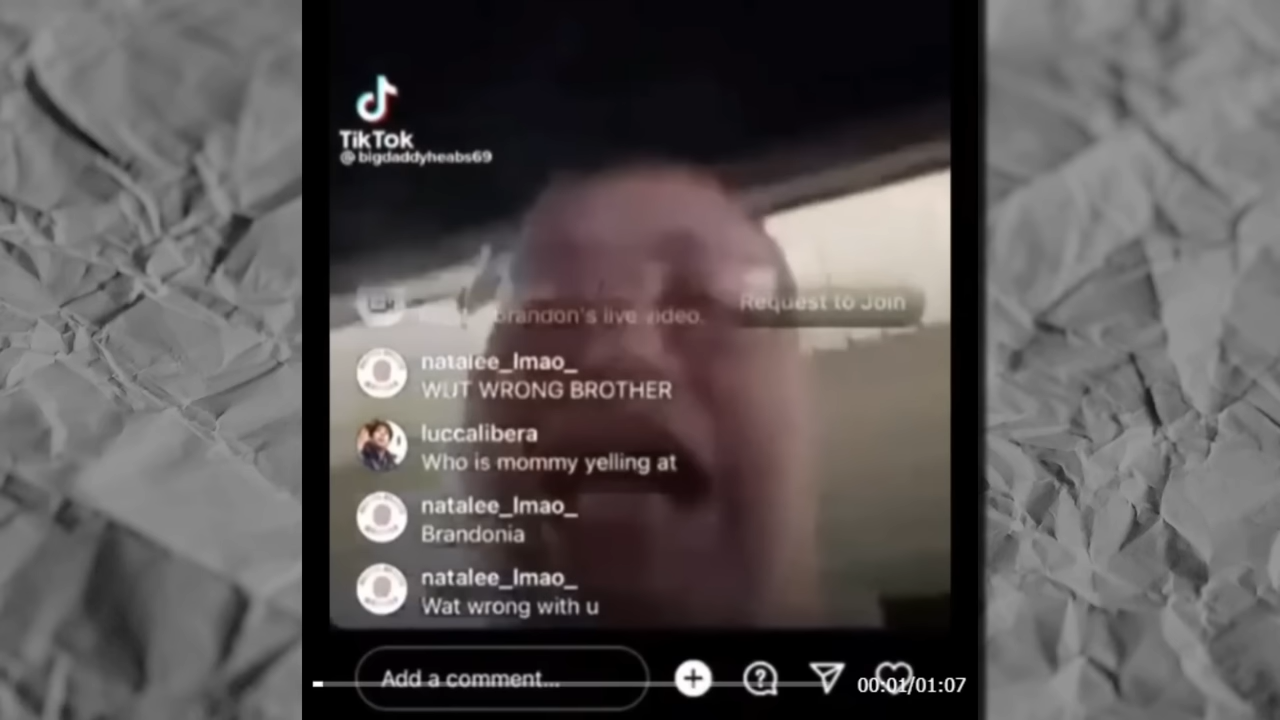 TikTok
@bigdaddyheabs69
brandon's live video.
Request to Join
natalee_lmao_
WUT WRONG BROTHER
luccalibera
Who is mommy yelling at
natalee_lmao_
Brandonia
natalee_lmao_
Wat wrong with u
Add a comment...
00:01/01:07